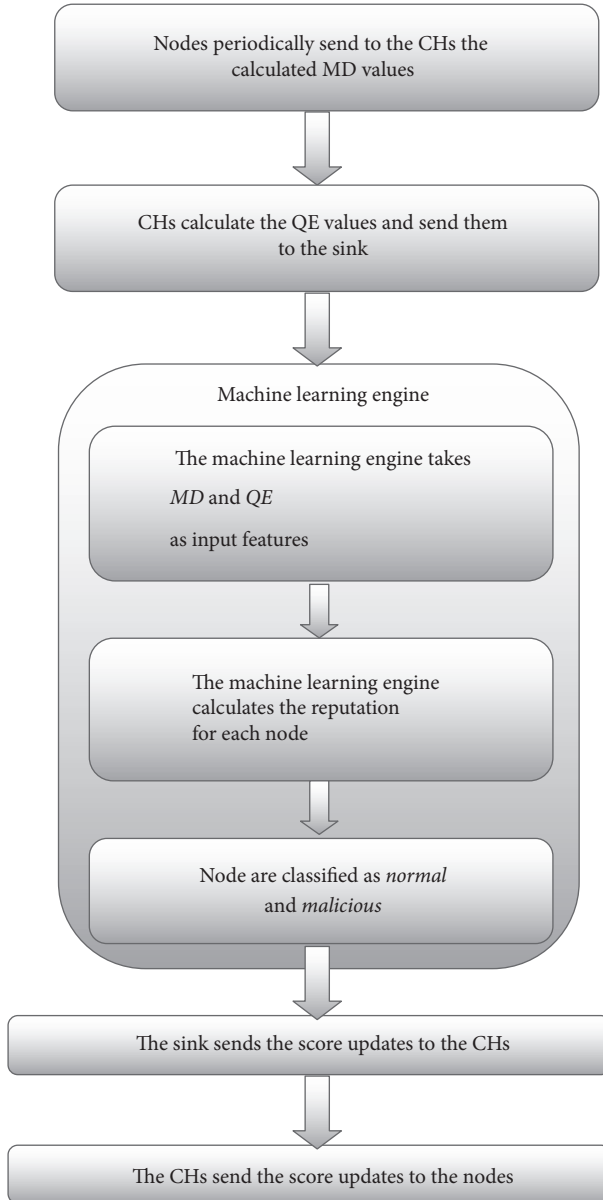 Nodes periodically send to the CHs the
calculated MD values
CHs calculate the QE values and send them
to the sink
Machine learning engine
The machine learning engine takes
MD and QE
as input features
The machine learning engine
calculates the reputation
for each node
Node are classified as normal
and malicious
The sink sends the score updates to the CHs
The CHs send the score updates to the nodes